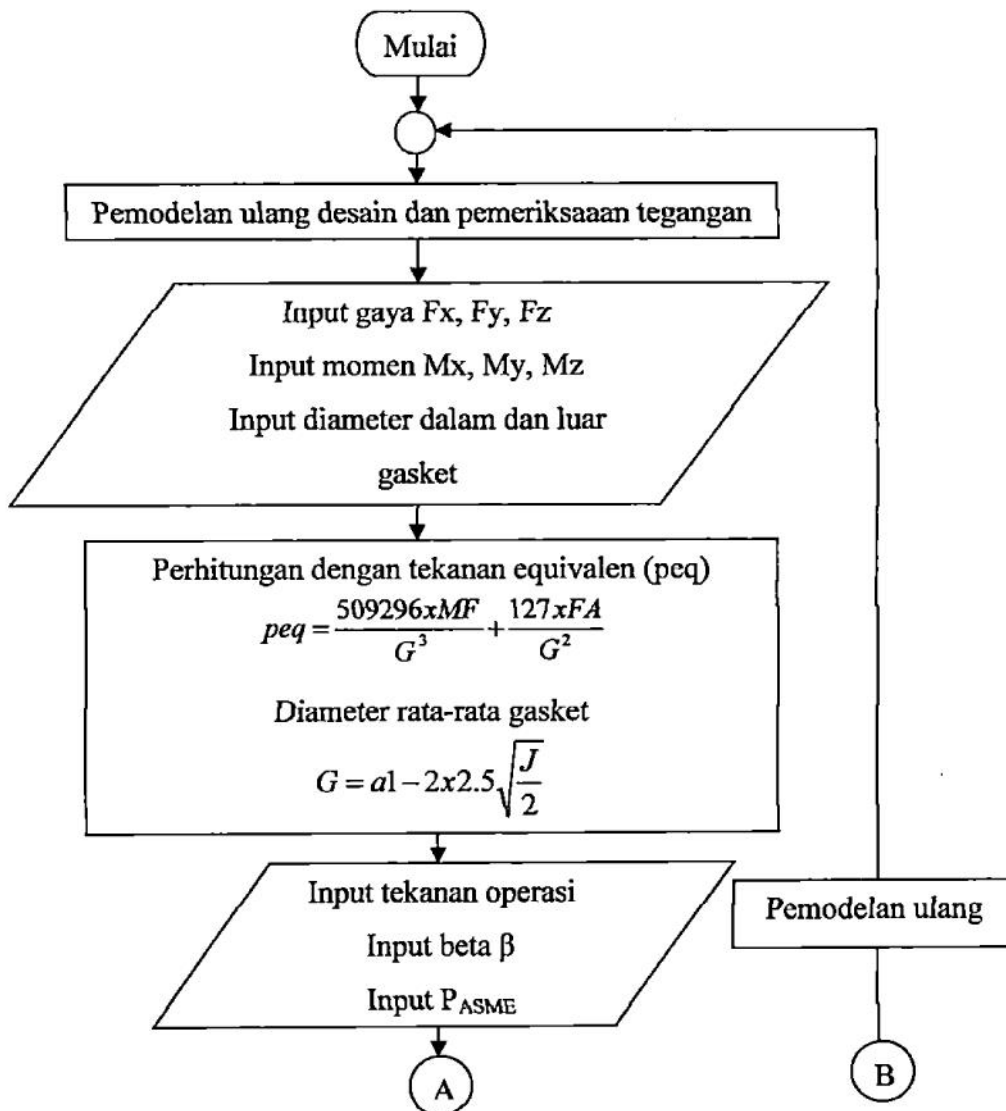 Mulai
Pemodelan ulang desain dan pemeriksaaan tegangan
Input gaya Fx, Fy, Fz
Input momen Mx, My, Mz
Input diameter dalam dan luar
gasket
Perhitungan dengan tekanan equivalen (peq)
peq = 509296xMF / G³ + 127xFA / G²
Diameter rata-rata gasket
G = a1 − 2x2.5√(J/2)
Input tekanan operasi
Input beta β
Input P_ASME
A
Pemodelan ulang
B